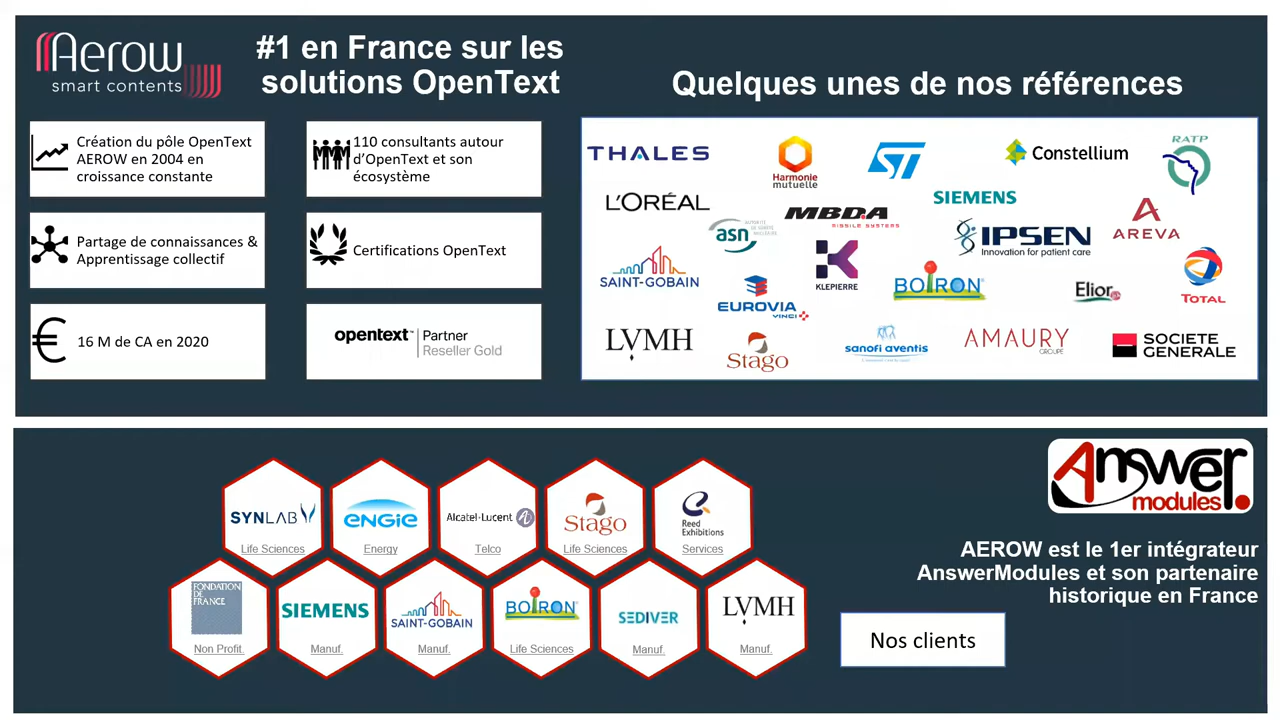 Aerow
smart contents
#1 en France sur les
solutions OpenText
Création du pôle OpenText
AEROW en 2004 en
croissance constante
110 consultants autour
d'OpenText et son
écosystème
Partage de connaissances &
Apprentissage collectif
Certifications OpenText
16 M de CA en 2020
opentext™ Partner
Reseller Gold
Quelques unes de nos références
THALES
Harmonie
mutuelle
ST
Constellium
RATP
L'ORÉAL
MBDA
MISSILE SYSTEMS
SIEMENS
asn
IPSEN
Innovation for patient care
AREVA
SAINT-GOBAIN
KLEPIERRE
EUROVIA
VINCI
BOIRON
Elior
TOTAL
LVMH
Stago
sanofi aventis
AMAURY
GROUPE
SOCIETE
GENERALE
Answer
modules
AEROW est le 1er intégrateur
AnswerModules et son partenaire
historique en France
Nos clients
SYNLAB
Life Sciences
ENGIE
Energy
Alcatel·Lucent
Telco
Stago
Life Sciences
Reed
Exhibitions
Services
FONDATION
DE
FRANCE
Non Profit.
SIEMENS
Manuf.
SAINT-GOBAIN
Manuf.
BOIRON
Life Sciences
SEDIVER
Manuf.
LVMH
Manuf.